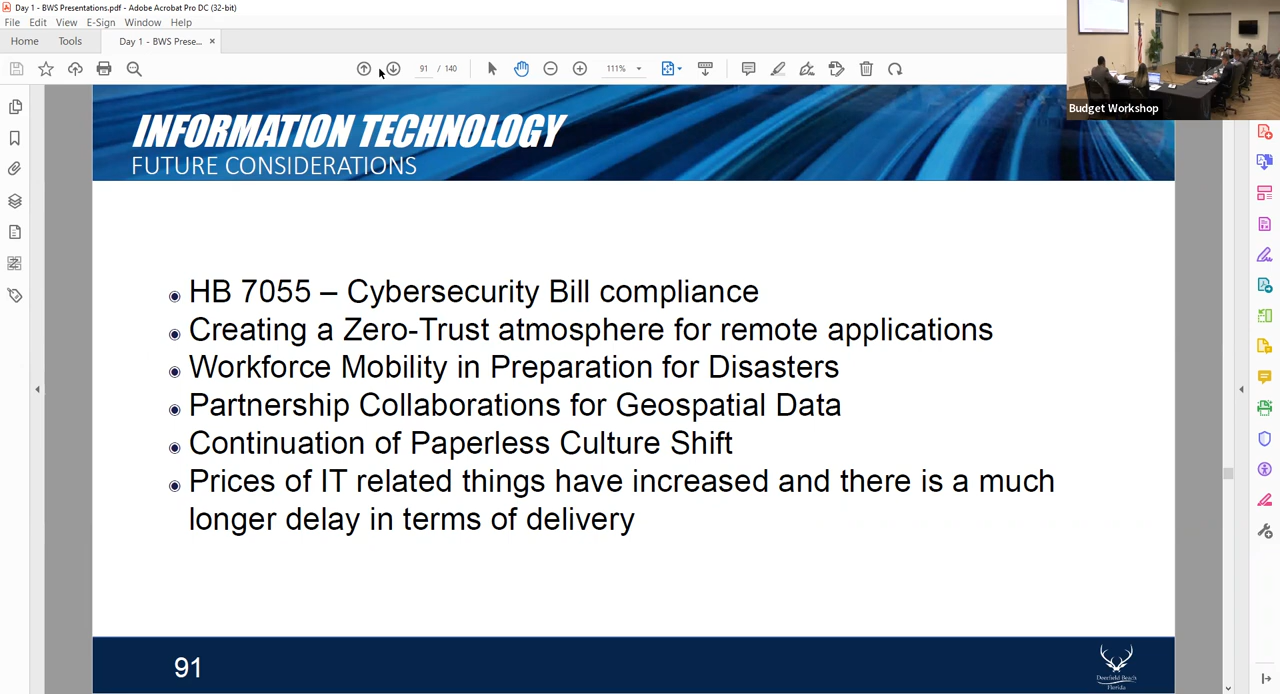 Day 1 - BWS Presentations.pdf - Adobe Acrobat Pro DC (32-bit)
File Edit View E-Sign Window Help
Home Tools Day 1 - BWS Prese... ×
91 / 140 111%
Budget Workshop
INFORMATION TECHNOLOGY
FUTURE CONSIDERATIONS
HB 7055 – Cybersecurity Bill compliance
Creating a Zero-Trust atmosphere for remote applications
Workforce Mobility in Preparation for Disasters
Partnership Collaborations for Geospatial Data
Continuation of Paperless Culture Shift
Prices of IT related things have increased and there is a much
longer delay in terms of delivery
91
Deerfield Beach
Florida